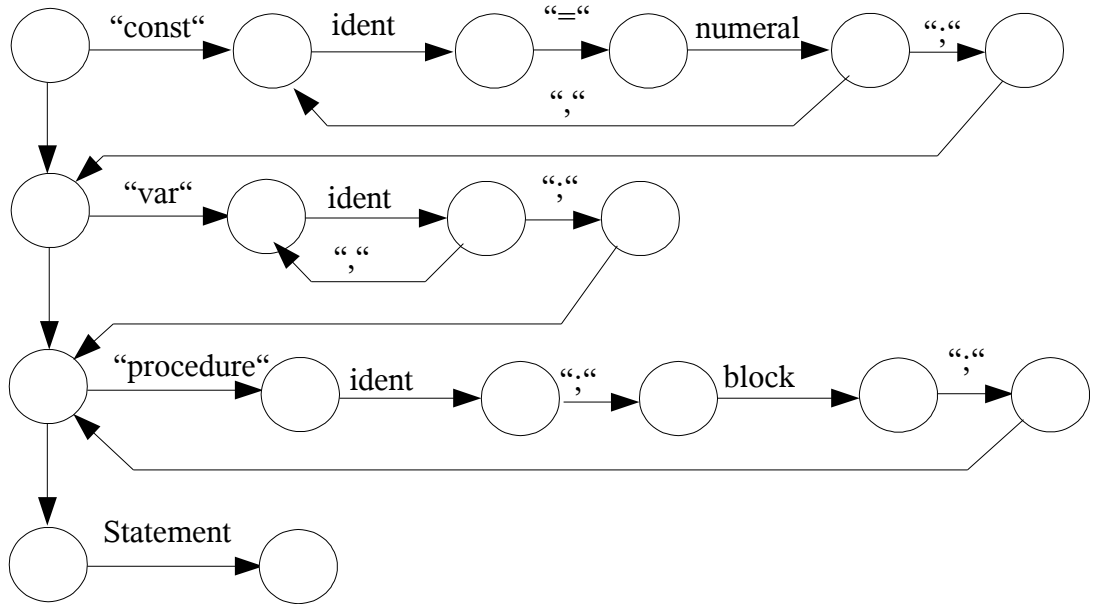 “const“ ident “=“ numeral “;“
“,“
“var“ ident “;“
“,“
“procedure“ ident “;“ block “;“
Statement